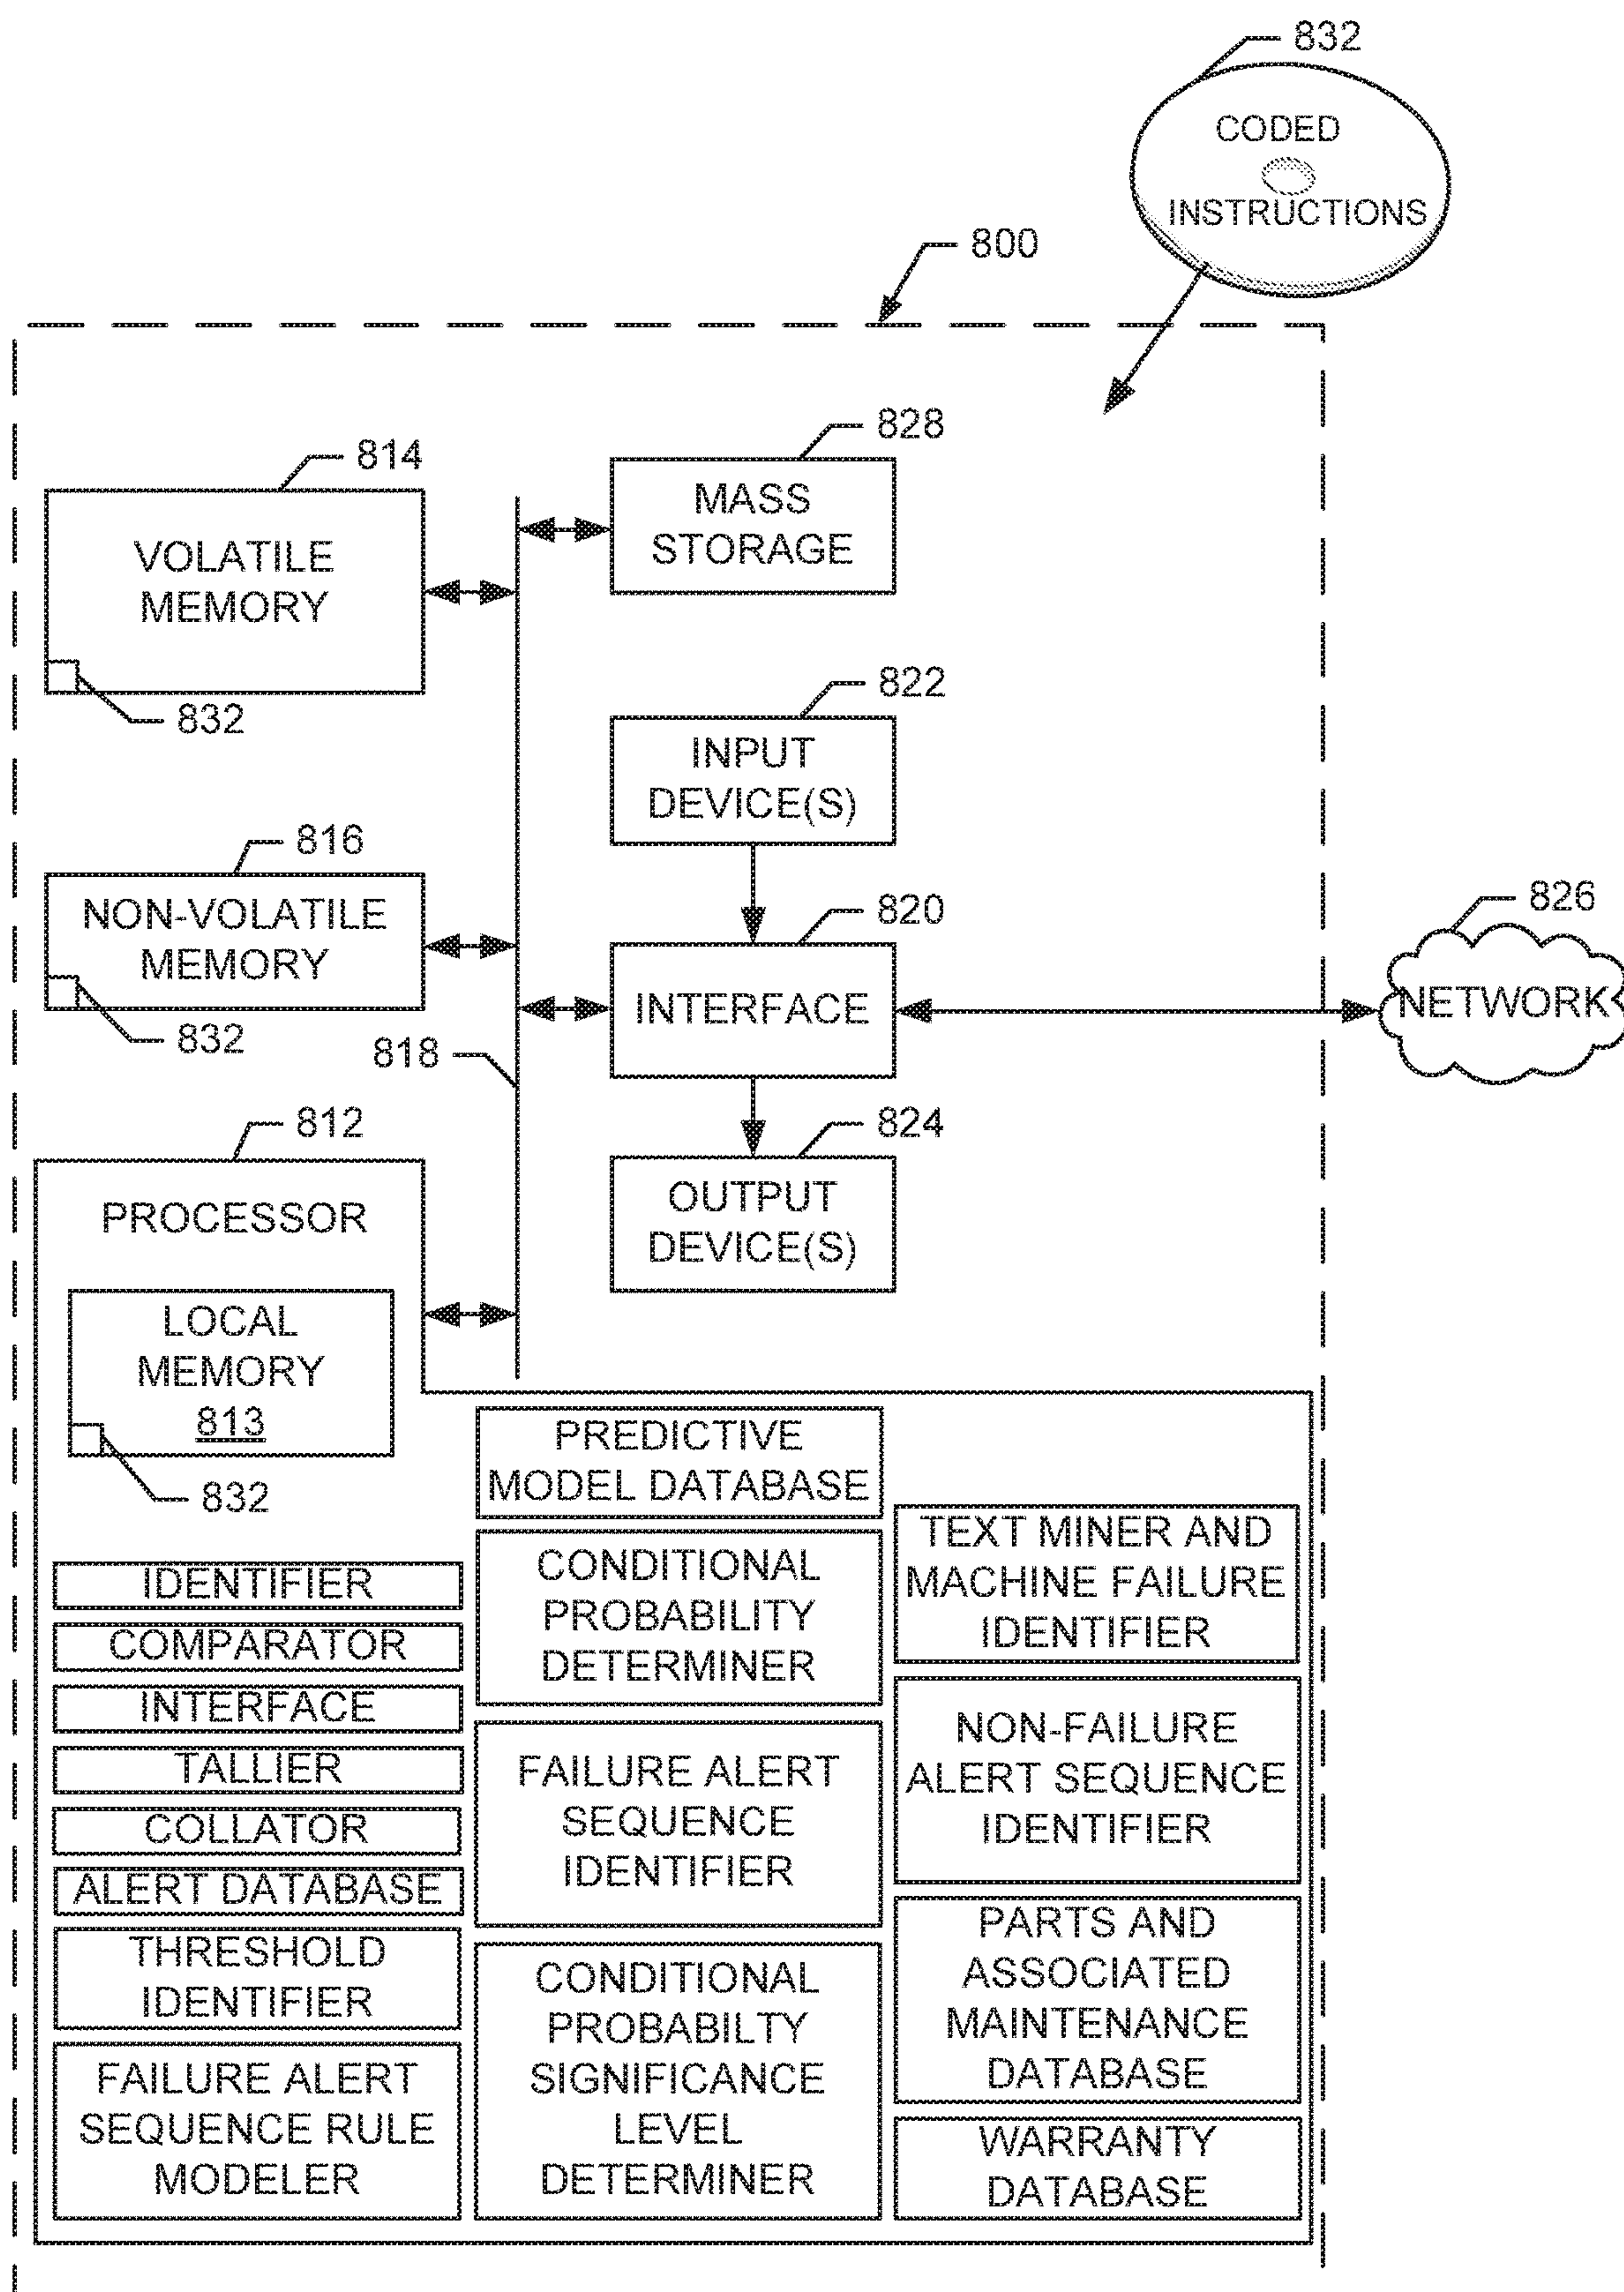 832
CODED
INSTRUCTIONS
800
828
MASS
STORAGE
814
VOLATILE
MEMORY
832
822
INPUT
DEVICE(S)
816
NON-VOLATILE
MEMORY
832
820
INTERFACE
826
NETWORK
818
812
PROCESSOR
824
OUTPUT
DEVICE(S)
LOCAL
MEMORY
813
832
IDENTIFIER
COMPARATOR
INTERFACE
TALLIER
COLLATOR
ALERT DATABASE
THRESHOLD
IDENTIFIER
FAILURE ALERT
SEQUENCE RULE
MODELER
PREDICTIVE
MODEL DATABASE
CONDITIONAL
PROBABILITY
DETERMINER
FAILURE ALERT
SEQUENCE
IDENTIFIER
CONDITIONAL
PROBABILTY
SIGNIFICANCE
LEVEL
DETERMINER
TEXT MINER AND
MACHINE FAILURE
IDENTIFIER
NON-FAILURE
ALERT SEQUENCE
IDENTIFIER
PARTS AND
ASSOCIATED
MAINTENANCE
DATABASE
WARRANTY
DATABASE